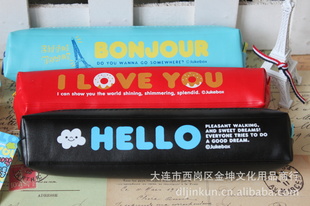 BONJOUR
DO YOU WANNA GO SOMEWHERE? ©Jukebox
I LOVE YOU
I can show you the world shining, shimmering, splendid. ©Jukebox
HELLO
PLEASANT WALKING,
AND SWEET DREAMS!
EVERYONE TRIES TO DO
A GOOD DREAM.
©Jukebox
大连市西岗区金坤文化用品商行
dljinkun.1688.com